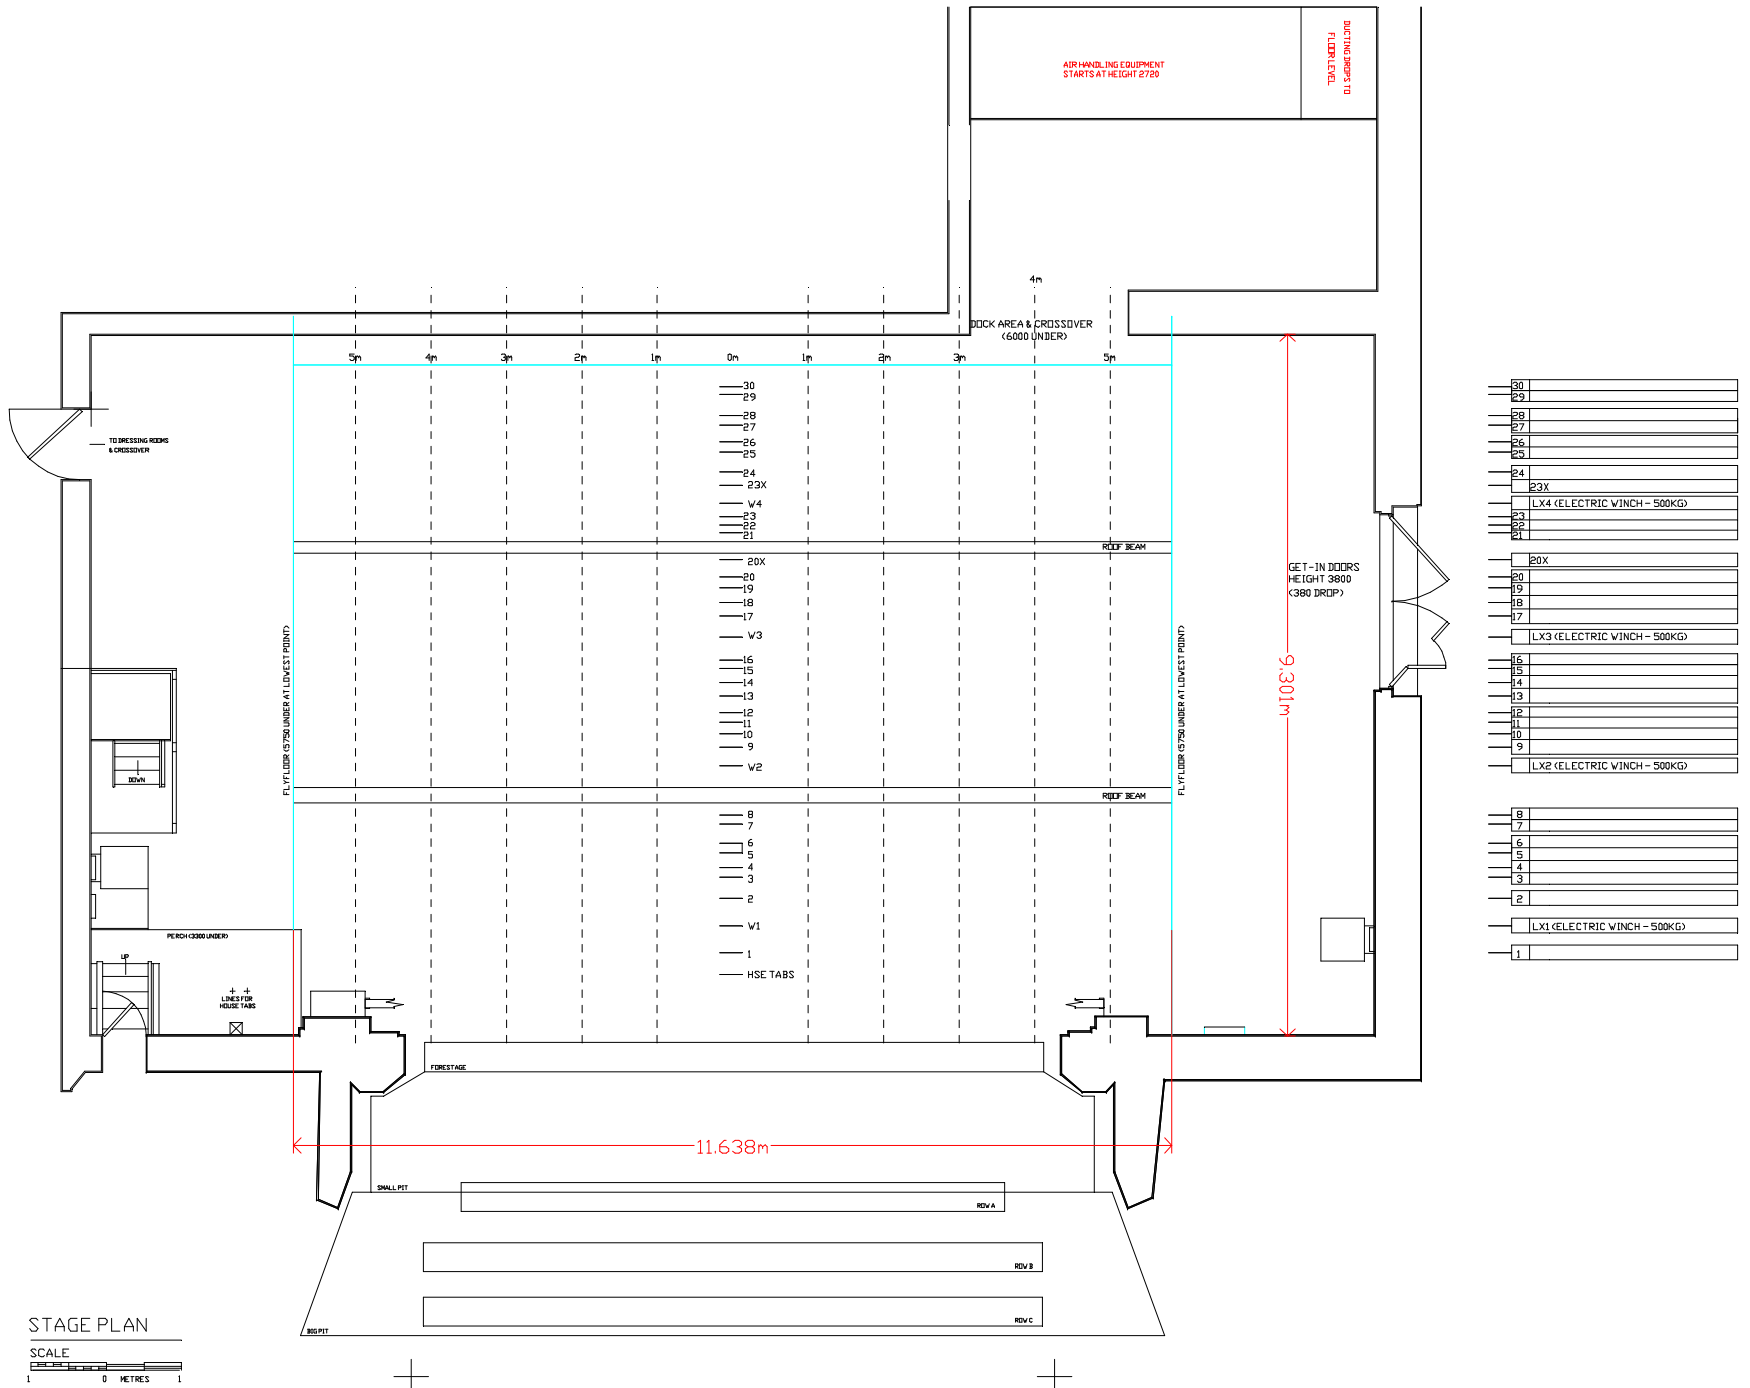 AIR HANDLING EQUIPMENT
STARTS AT HEIGHT 2720
DUCTING DROPS TO
FLOOR LEVEL
4m
DOCK AREA & CROSSOVER
(6000 UNDER)
5m 4m 3m 2m 1m 0m 1m 2m 3m 5m
TO DRESSING ROOMS
& CROSSOVER
30
29
28
27
26
25
24
23X
W4
23
22
21
ROOF BEAM
20X
20
19
18
17
W3
16
15
14
13
12
11
10
9
W2
ROOF BEAM
8
7
6
5
4
3
2
W1
1
HSE TABS
GET-IN DOORS
HEIGHT 3800
(380 DROP)
FLYFLOOR (5750 UNDER AT LOWEST POINT)
FLYFLOOR (5750 UNDER AT LOWEST POINT)
9.301m
DOWN
PERCH (3300 UNDER)
UP
LINES FOR
HOUSE TABS
FORESTAGE
11.638m
SMALL PIT
ROW A
ROW B
ROW C
BIG PIT
STAGE PLAN
SCALE
1 0 METRES 1
30
29
28
27
26
25
24
23X
LX4 (ELECTRIC WINCH - 500KG)
23
22
21
20X
20
19
18
17
LX3 (ELECTRIC WINCH - 500KG)
16
15
14
13
12
11
10
9
LX2 (ELECTRIC WINCH - 500KG)
8
7
6
5
4
3
2
LX1 (ELECTRIC WINCH - 500KG)
1